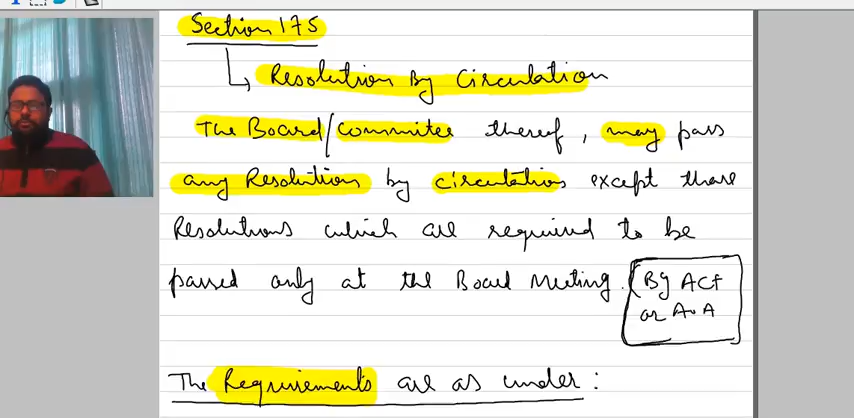 Section 175
Resolution By Circulation
The Board/Committee thereof, may pass
any Resolution by circulation except those
Resolutions which are required to be
passed only at the Board Meeting. (By Act
or AOA
The Requirements are as under: